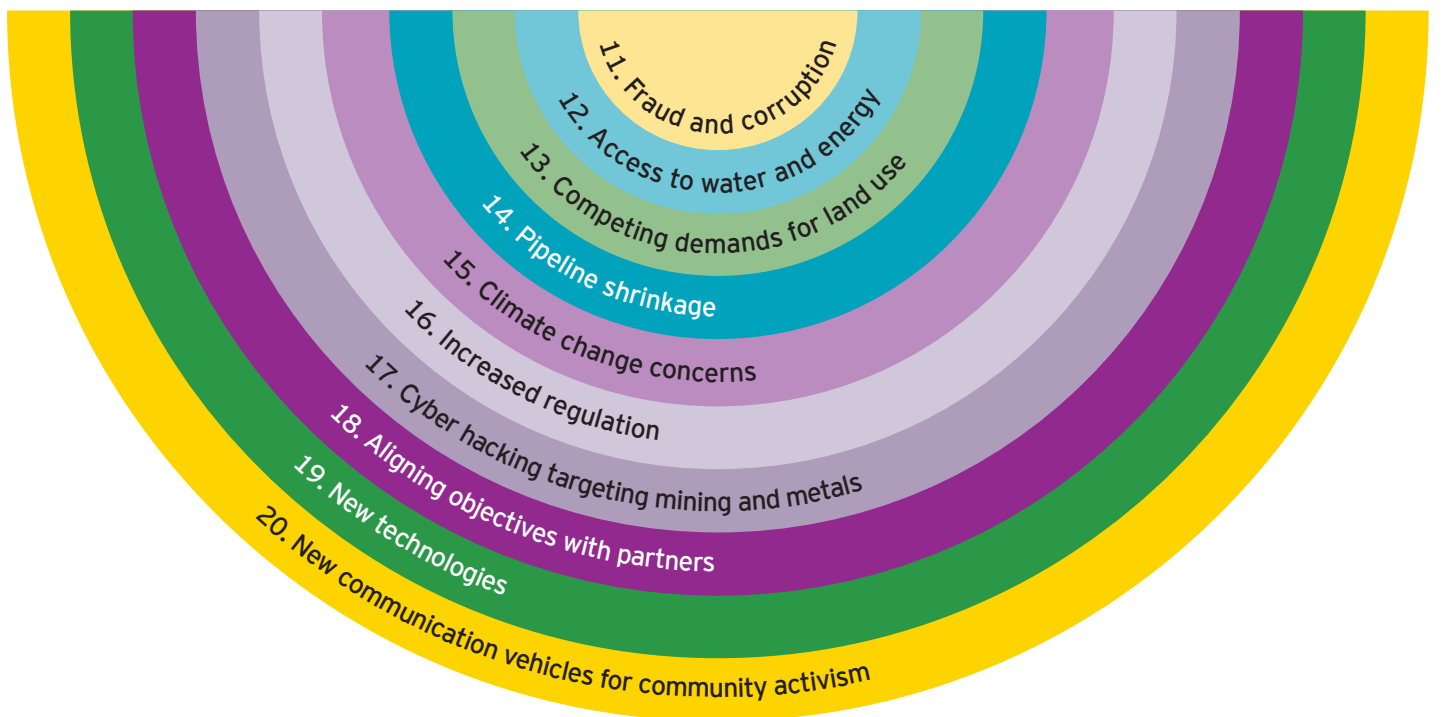 11. Fraud and corruption
12. Access to water and energy
13. Competing demands for land use
14. Pipeline shrinkage
15. Climate change concerns
16. Increased regulation
17. Cyber hacking targeting mining and metals
18. Aligning objectives with partners
19. New technologies
20. New communication vehicles for community activism